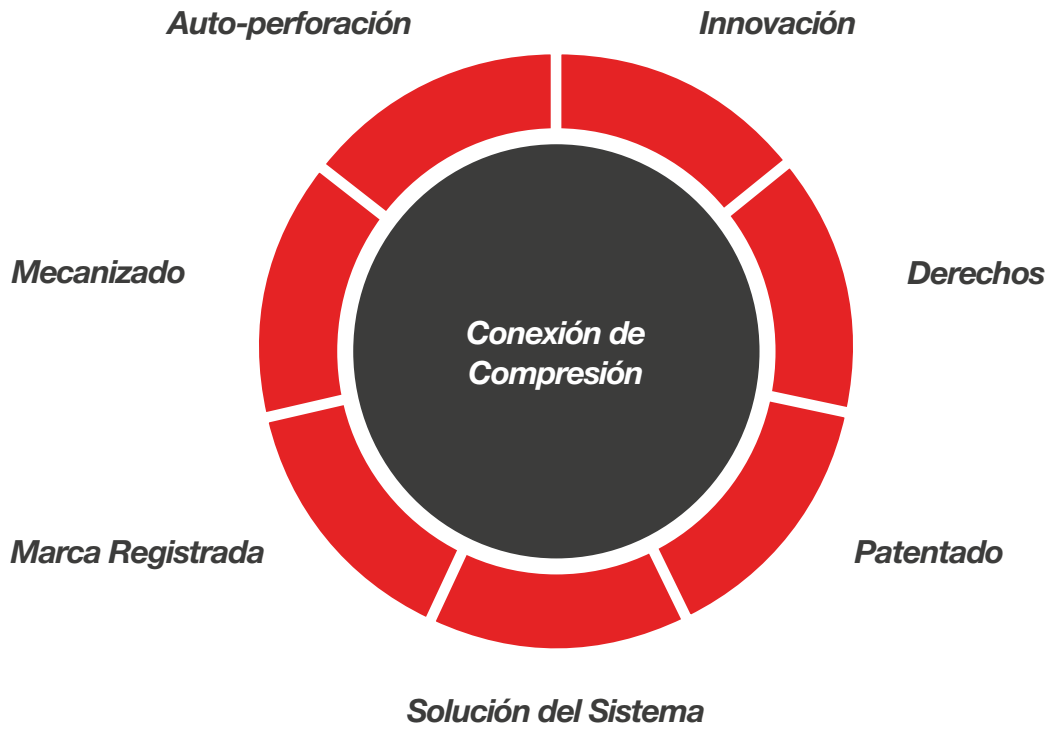 Auto-perforación
Innovación
Mecanizado
Derechos
Conexión de
Compresión
Marca Registrada
Patentado
Solución del Sistema